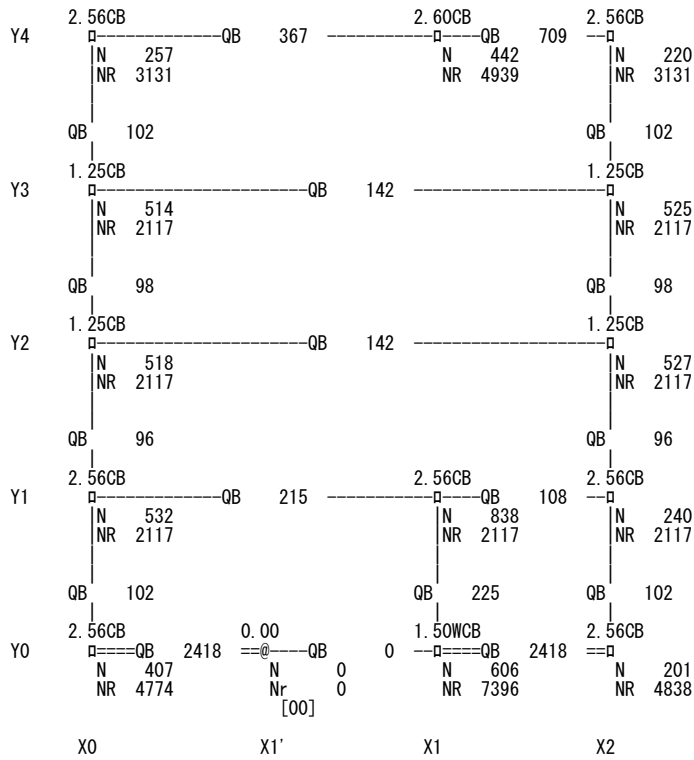 2.56CB 2.60CB 2.56CB
Y4 ¤--------------QB 367 ------------¤----QB 709 --¤
N 257 N 442 N 220
NR 3131 NR 4939 NR 3131
QB 102 QB 102
1.25CB 1.25CB
Y3 ¤-----------------------QB 142 ---------------------¤
N 514 N 525
NR 2117 NR 2117
QB 98 QB 98
1.25CB 1.25CB
Y2 ¤-----------------------QB 142 ---------------------¤
N 518 N 527
NR 2117 NR 2117
QB 96 QB 96
2.56CB 2.56CB 2.56CB
Y1 ¤--------------QB 215 ------------¤----QB 108 --¤
N 532 N 838 N 240
NR 2117 NR 2117 NR 2117
QB 102 QB 225 QB 102
2.56CB 0.00 1.50WCB 2.56CB
Y0 ¤====QB 2418 ==@----QB 0 --¤====QB 2418 ==¤
N 407 N 0 N 606 N 201
NR 4774 Nr 0 NR 7396 NR 4838
[00]
X0 X1' X1 X2